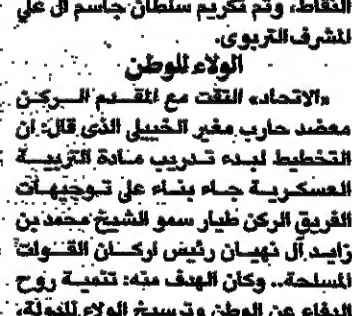 النقاط، وتم تكريم سلطان جاسم آل علي
المشرف التربوي.
الولاء للوطن
«الاتحاد» التقت مع المقدم الركن
معضد حارب مغير الخييلي الذي قال: ان
التخطيط لبدء تدريب مادة التربية
العسكرية جاء بناء على توجيهات
الفريق الركن طيار سمو الشيخ محمد بن
زايد آل نهيان رئيس اركان القوات
المسلحة.. وكان الهدف منه: تنمية روح
الدفاع عن الوطن وترسيخ الولاء للدولة،